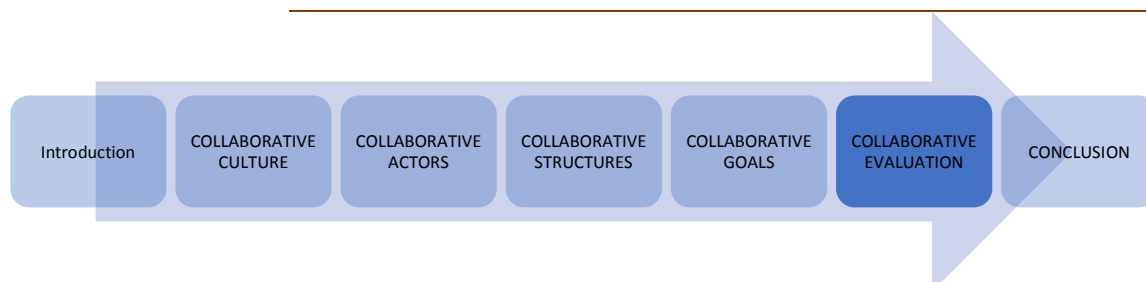 Introduction
COLLABORATIVE
CULTURE
COLLABORATIVE
ACTORS
COLLABORATIVE
STRUCTURES
COLLABORATIVE
GOALS
COLLABORATIVE
EVALUATION
CONCLUSION